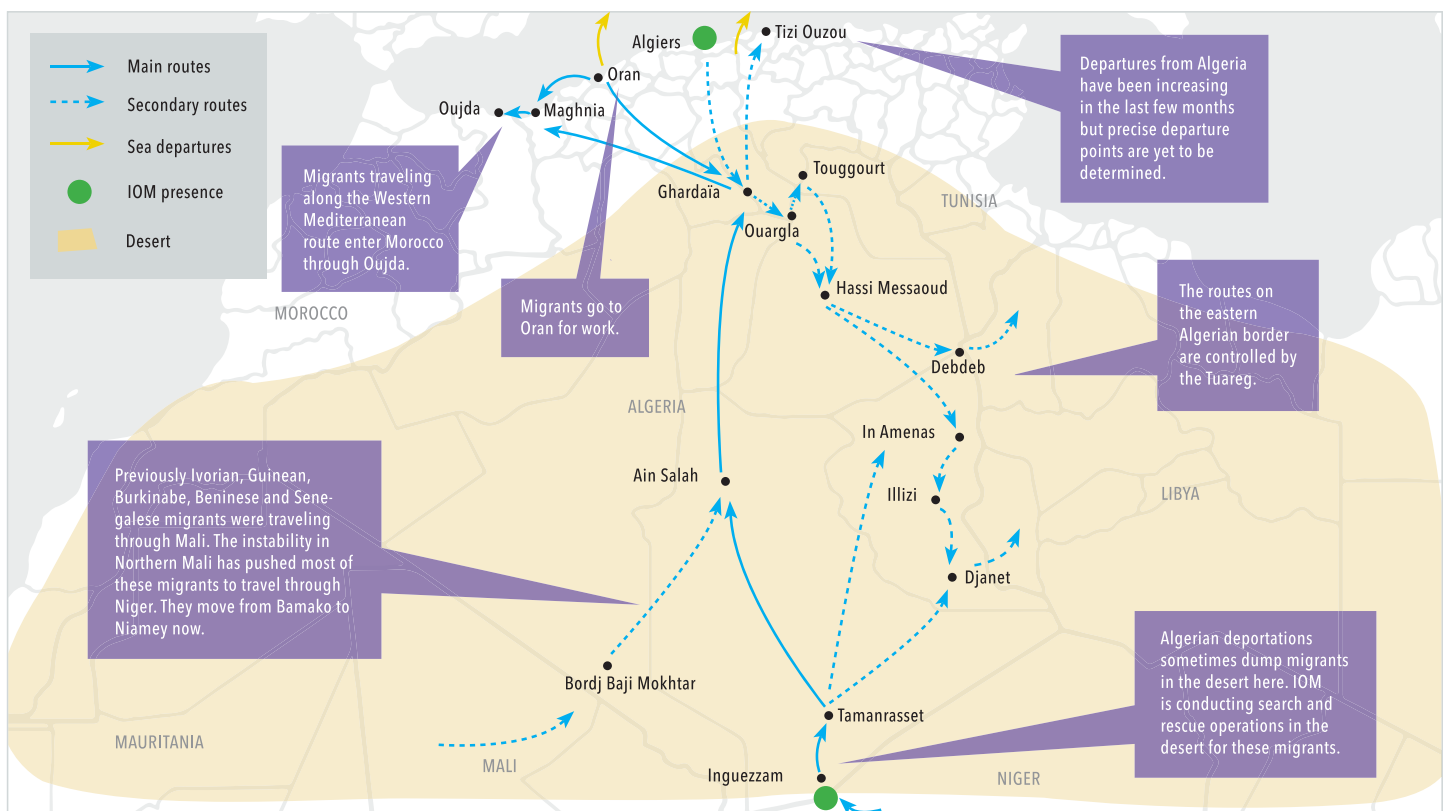 Main routes
Secondary routes
Sea departures
IOM presence
Desert
Algiers
Tizi Ouzou
Oran
Oujda
Maghnia
Departures from Algeria
have been increasing
in the last few months
but precise departure
points are yet to be
determined.
Migrants traveling
along the Western
Mediterranean
route enter Morocco
through Oujda.
Ghardaïa
Touggourt
Ouargla
TUNISIA
Migrants go to
Oran for work.
Hassi Messaoud
MOROCCO
The routes on
the eastern
Algerian border
are controlled by
the Tuareg.
Debdeb
ALGERIA
In Amenas
Ain Salah
Illizi
LIBYA
Previously Ivorian, Guinean,
Burkinabe, Beninese and Sene-
galese migrants were traveling
through Mali. The instability in
Northern Mali has pushed most of
these migrants to travel through
Niger. They move from Bamako to
Niamey now.
Djanet
Bordj Baji Mokhtar
Tamanrasset
Algerian deportations
sometimes dump migrants
in the desert here. IOM
is conducting search and
rescue operations in the
desert for these migrants.
MAURITANIA
MALI
Inguezzam
NIGER